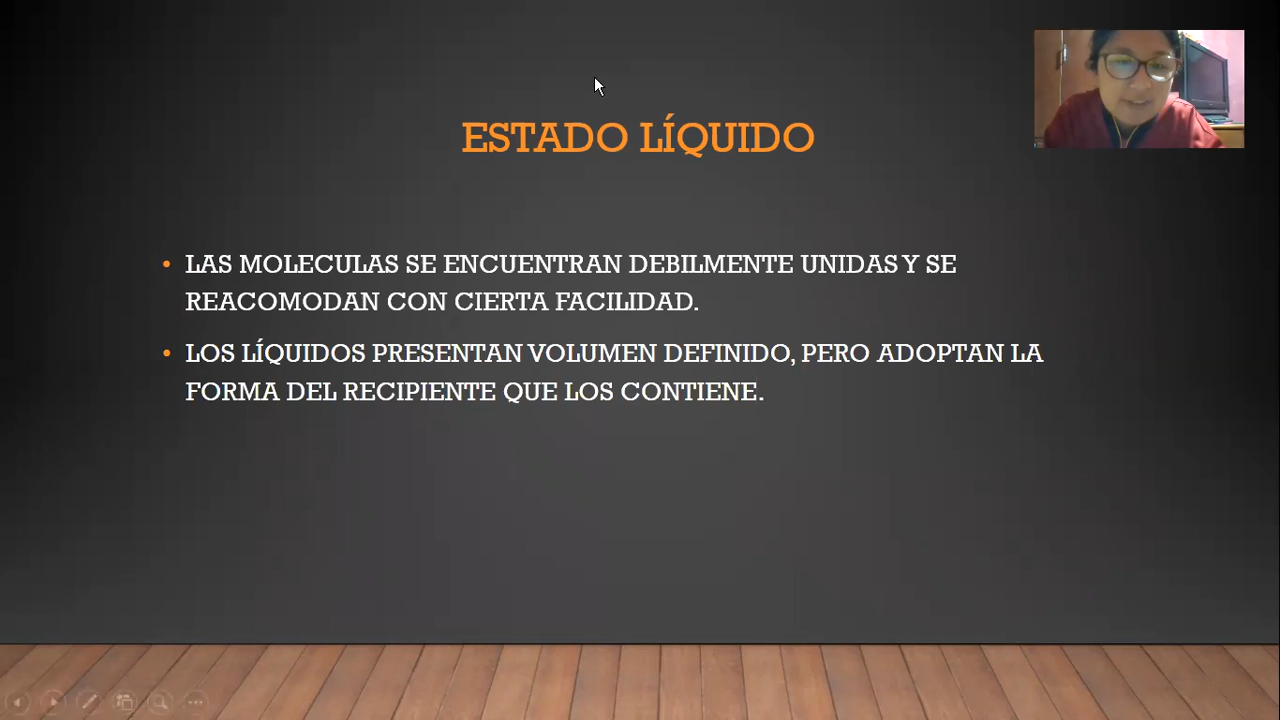 ESTADO LÍQUIDO
• LAS MOLECULAS SE ENCUENTRAN DEBILMENTE UNIDAS Y SE
REACOMODAN CON CIERTA FACILIDAD.
• LOS LÍQUIDOS PRESENTAN VOLUMEN DEFINIDO, PERO ADOPTAN LA
FORMA DEL RECIPIENTE QUE LOS CONTIENE.